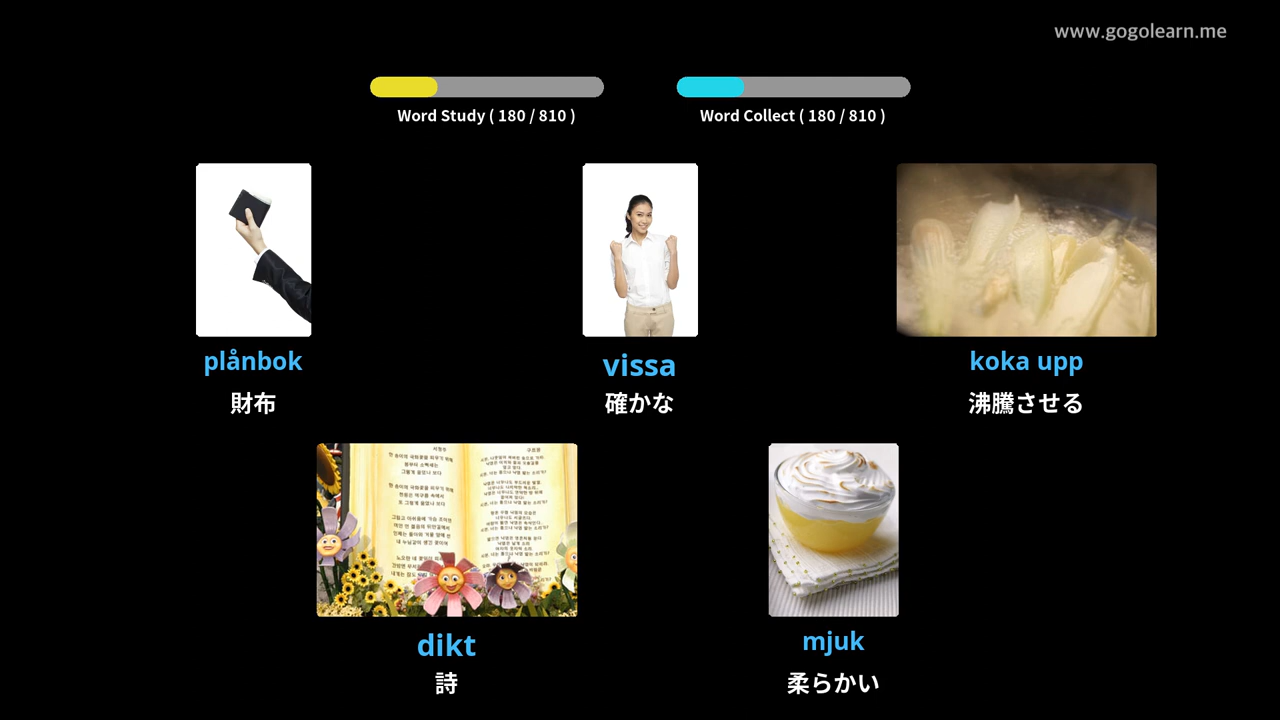 www.gogolearn.me
Word Study ( 180 / 810 )
Word Collect ( 180 / 810 )
plånbok
財布
vissa
確かな
koka upp
沸騰させる
dikt
詩
mjuk
柔らかい